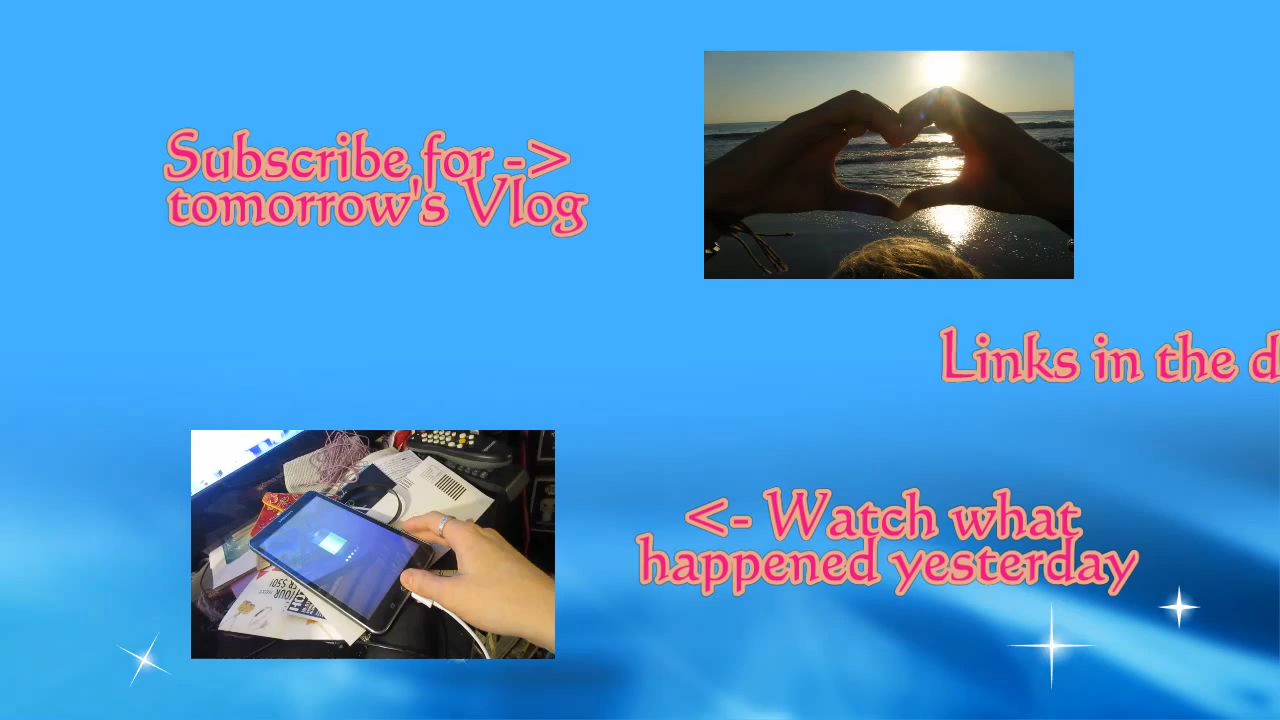 Subscribe for ->
tomorrow's Vlog
Links in the d
<- Watch what
happened yesterday